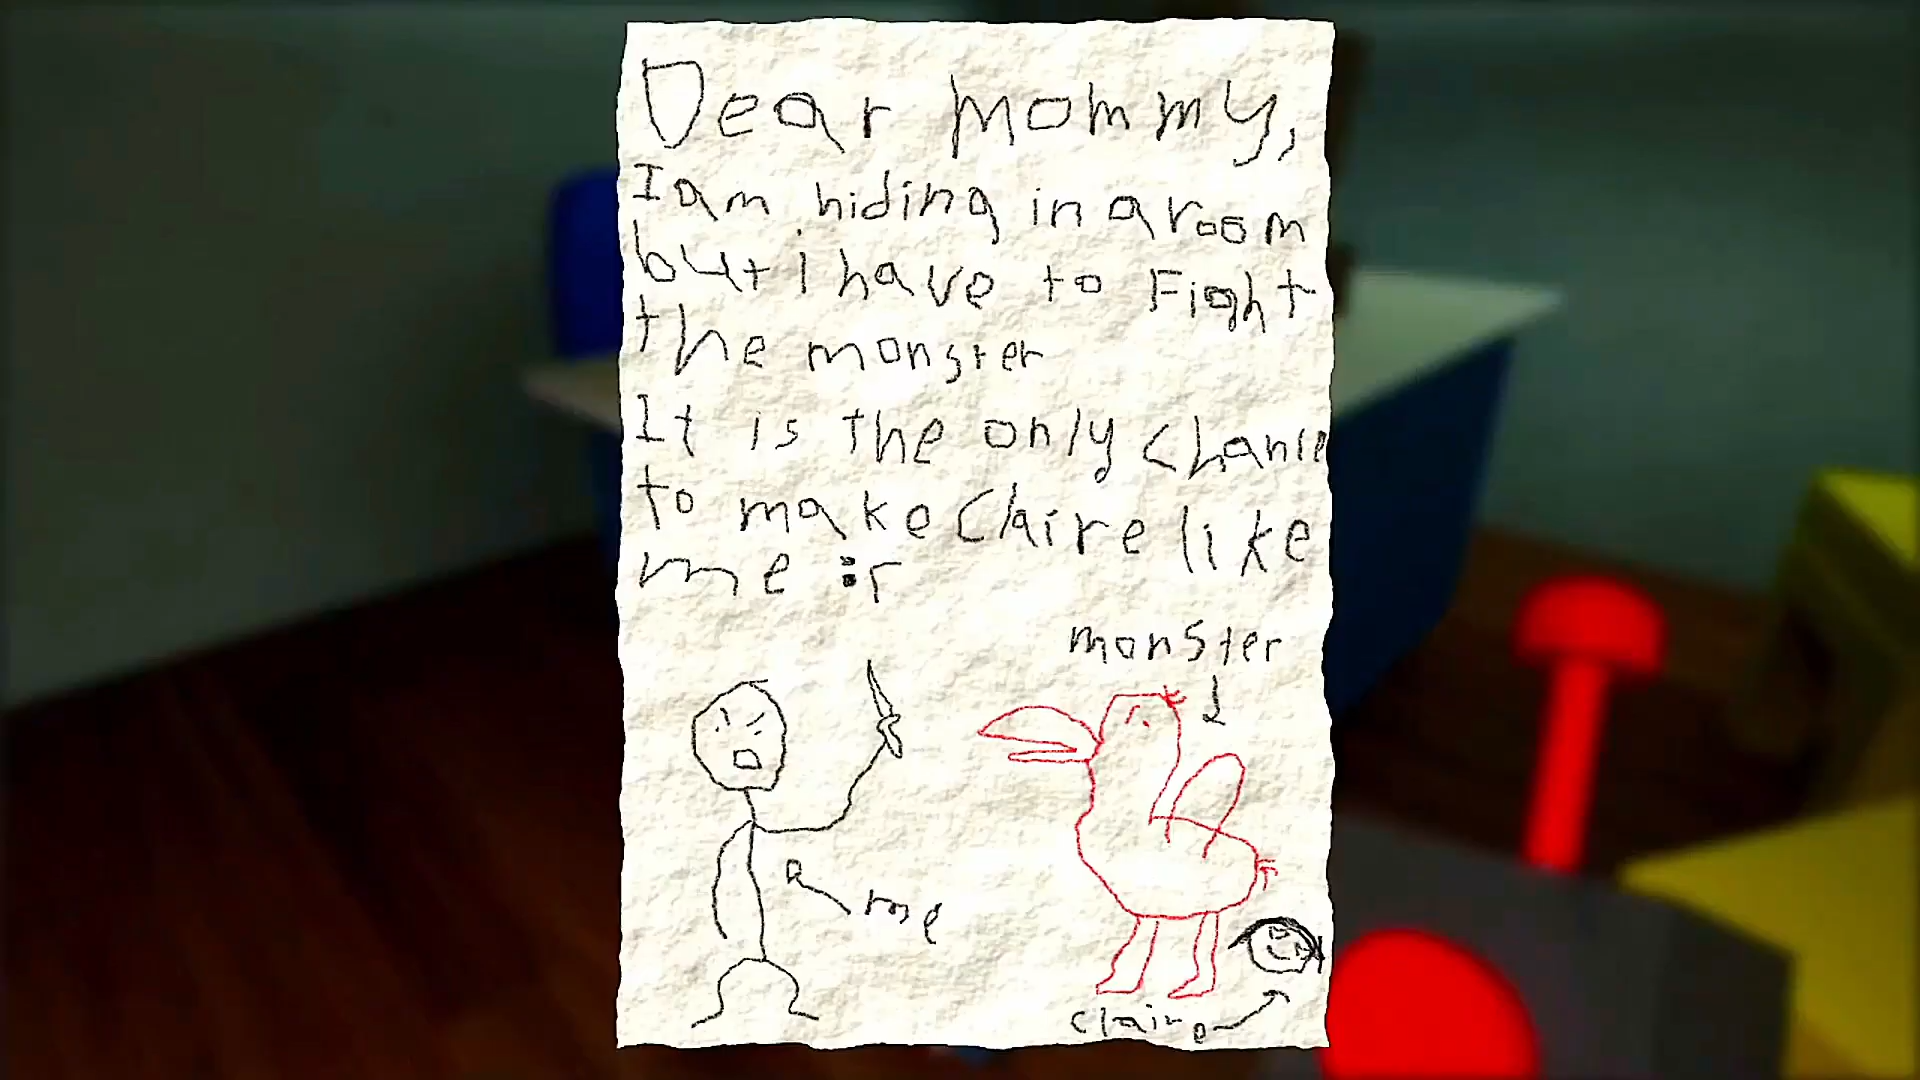 Dear Mommy,
I am hiding in a room
but i have to Fight
the monster
It is the only chance
to make Claire like
me :r
monster
me
Claire